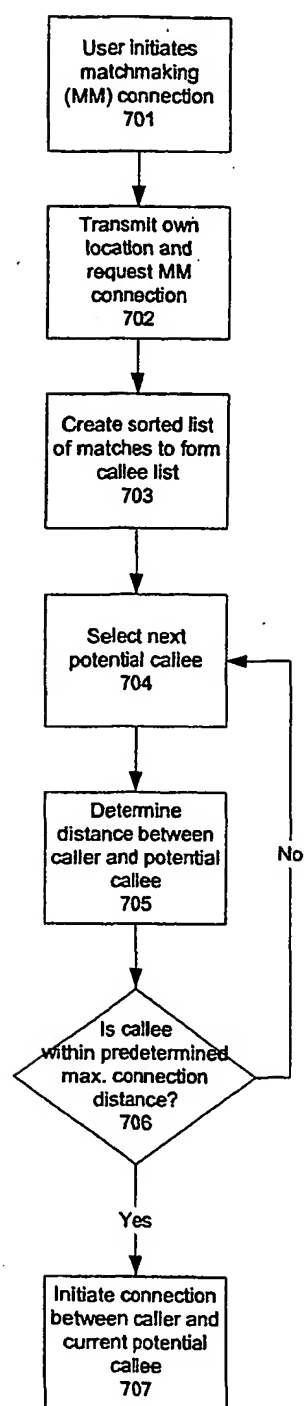 User initiates
matchmaking
(MM) connection
701
Transmit own
location and
request MM
connection
702
Create sorted list
of matches to form
callee list
703
Select next
potential callee
704
Determine
distance between
caller and potential
callee
705
No
Is callee
within predetermined
max. connection
distance?
706
Yes
Initiate connection
between caller and
current potential
callee
707